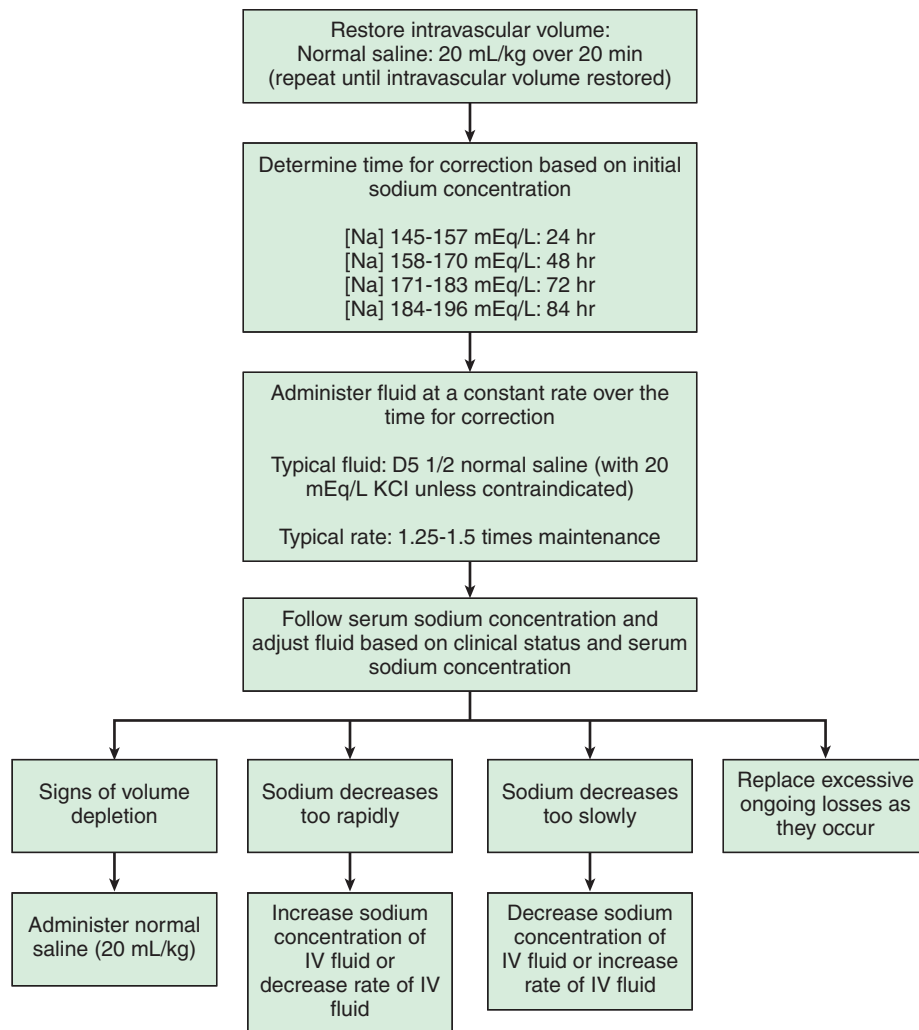 Restore intravascular volume:
Normal saline: 20 mL/kg over 20 min
(repeat until intravascular volume restored)
Determine time for correction based on initial
sodium concentration
[Na] 145-157 mEq/L: 24 hr
[Na] 158-170 mEq/L: 48 hr
[Na] 171-183 mEq/L: 72 hr
[Na] 184-196 mEq/L: 84 hr
Administer fluid at a constant rate over the
time for correction
Typical fluid: D5 1/2 normal saline (with 20
mEq/L KCl unless contraindicated)
Typical rate: 1.25-1.5 times maintenance
Follow serum sodium concentration and
adjust fluid based on clinical status and serum
sodium concentration
Signs of volume
depletion
Administer normal
saline (20 mL/kg)
Sodium decreases
too rapidly
Increase sodium
concentration of
IV fluid or
decrease rate of IV
fluid
Sodium decreases
too slowly
Decrease sodium
concentration of
IV fluid or increase
rate of IV fluid
Replace excessive
ongoing losses as
they occur